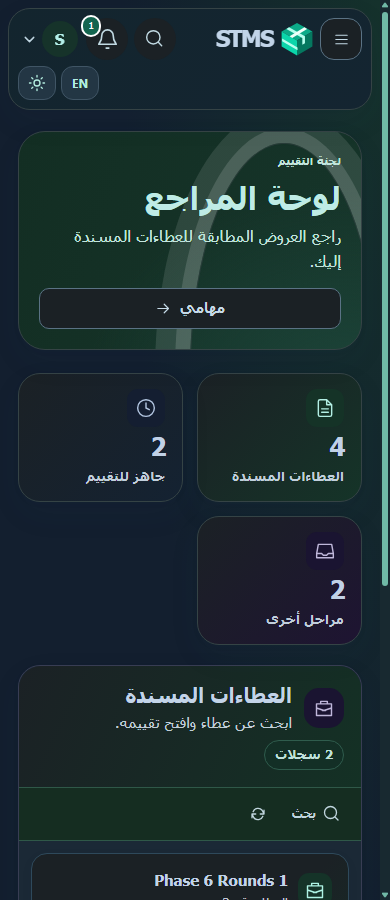 STMS
1
S
EN
لجنة التقييم
لوحة المراجع
راجع العروض المطابقة للعطاءات المسندة
إليك.
مهامي
4
العطاءات المسندة
2
جاهز للتقييم
2
مراحل أخرى
العطاءات المسندة
ابحث عن عطاء وافتح تقييمه.
2 سجلات
بحث
Phase 6 Rounds 1